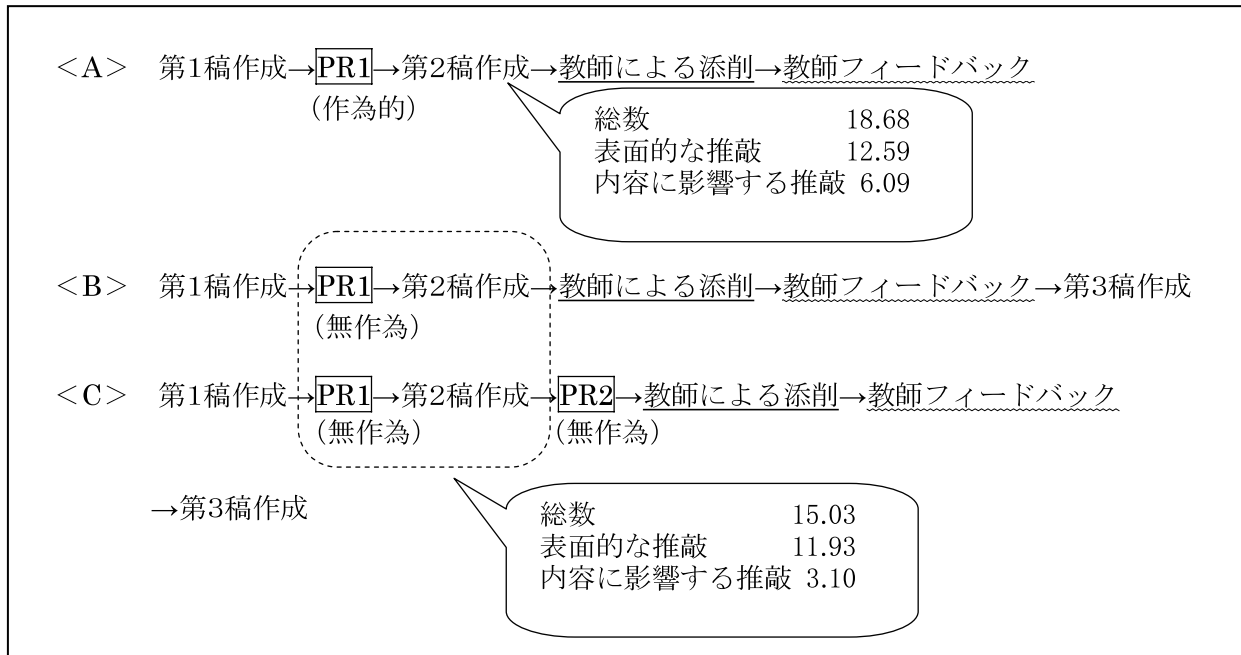 <A> 第1稿作成→PR1→第2稿作成→教師による添削→教師フィードバック
(作為的)
総数 18.68
表面的な推敲 12.59
内容に影響する推敲 6.09
<B> 第1稿作成→PR1→第2稿作成→教師による添削→教師フィードバック→第3稿作成
(無作為)
<C> 第1稿作成→PR1→第2稿作成→PR2→教師による添削→教師フィードバック
(無作為) (無作為)
→第3稿作成
総数 15.03
表面的な推敲 11.93
内容に影響する推敲 3.10